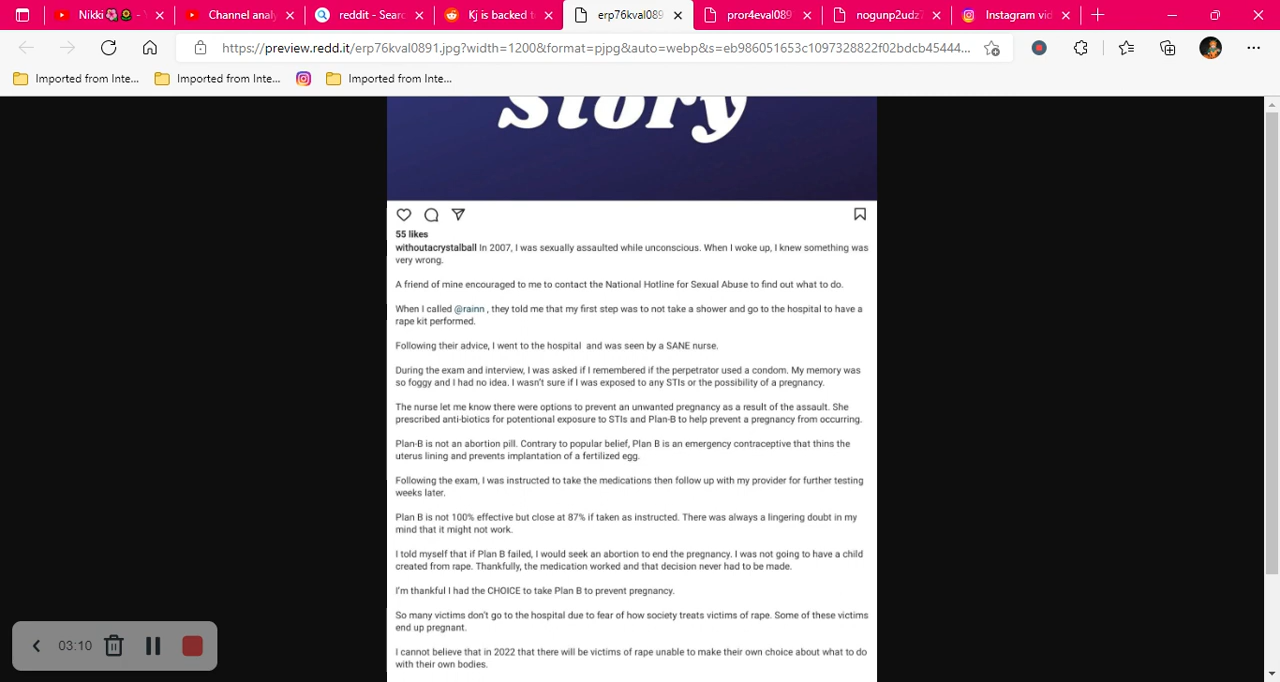 Nikki
Channel anal
reddit - Sear
Kj is backed t
erp76kval089
pror4eval089
nogunp2udz7
Instagram vid
https://preview.redd.it/erp76kval0891.jpg?width=1200&format=pjpg&auto=webp&s=eb986051653c1097328822f02bdcb45444...
Imported from Inte...
Imported from Inte...
Imported from Inte...
story
55 likes
withoutacrystalball In 2007, I was sexually assaulted while unconscious. When I woke up, I knew something was
very wrong.
A friend of mine encouraged to me to contact the National Hotline for Sexual Abuse to find out what to do.
When I called @rainn , they told me that my first step was to not take a shower and go to the hospital to have a
rape kit performed.
Following their advice, I went to the hospital and was seen by a SANE nurse.
During the exam and interview, I was asked if I remembered if the perpetrator used a condom. My memory was
so foggy and I had no idea. I wasn't sure if I was exposed to any STIs or the possibility of a pregnancy.
The nurse let me know there were options to prevent an unwanted pregnancy as a result of the assault. She
prescribed anti-biotics for potentional exposure to STIs and Plan-B to help prevent a pregnancy from occurring.
Plan-B is not an abortion pill. Contrary to popular belief, Plan B is an emergency contraceptive that thins the
uterus lining and prevents implantation of a fertilized egg.
Following the exam, I was instructed to take the medications then follow up with my provider for further testing
weeks later.
Plan B is not 100% effective but close at 87% if taken as instructed. There was always a lingering doubt in my
mind that it might not work.
I told myself that if Plan B failed, I would seek an abortion to end the pregnancy. I was not going to have a child
created from rape. Thankfully, the medication worked and that decision never had to be made.
I'm thankful I had the CHOICE to take Plan B to prevent pregnancy.
So many victims don't go to the hospital due to fear of how society treats victims of rape. Some of these victims
end up pregnant.
03:10
I cannot believe that in 2022 that there will be victims of rape unable to make their own choice about what to do
with their own bodies.